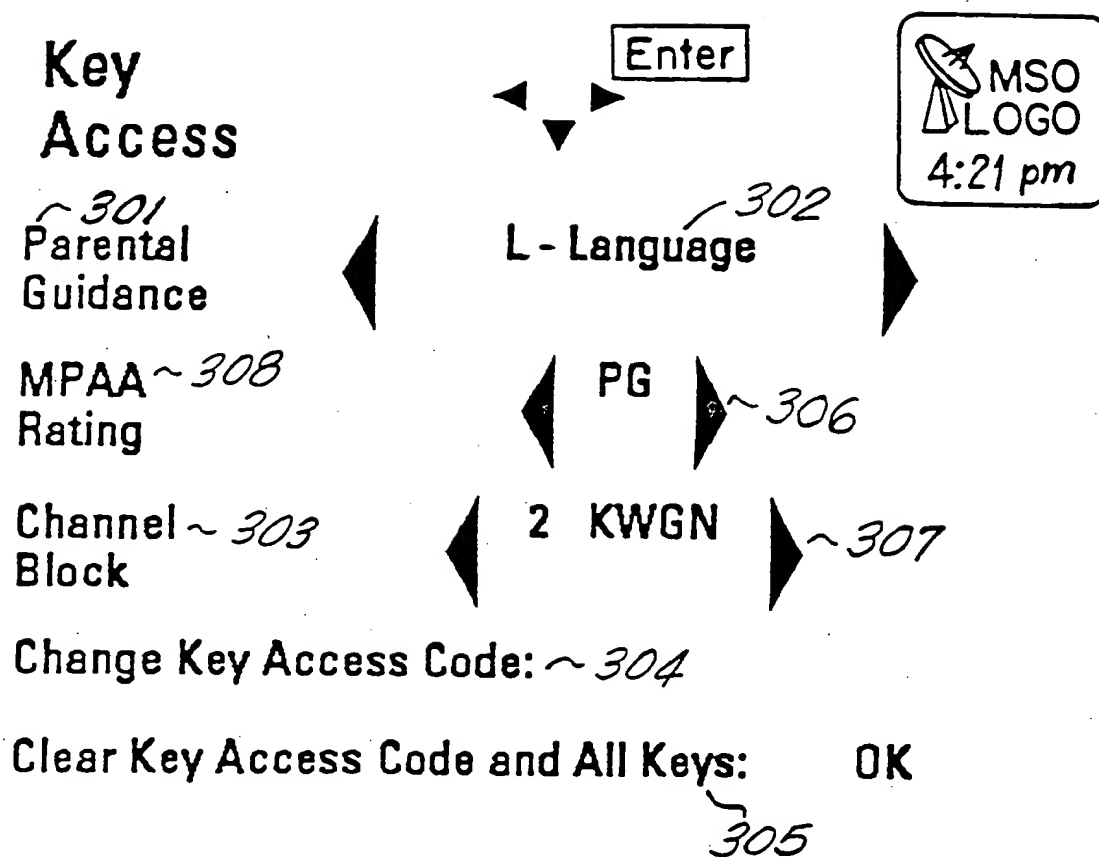 Key
Access
Enter
MSO
LOGO
4:21 pm
~301
Parental
Guidance
L - Language
302
MPAA ~308
Rating
PG
~306
Channel ~ 303
Block
2 KWGN
~307
Change Key Access Code: ~304
Clear Key Access Code and All Keys: OK
305